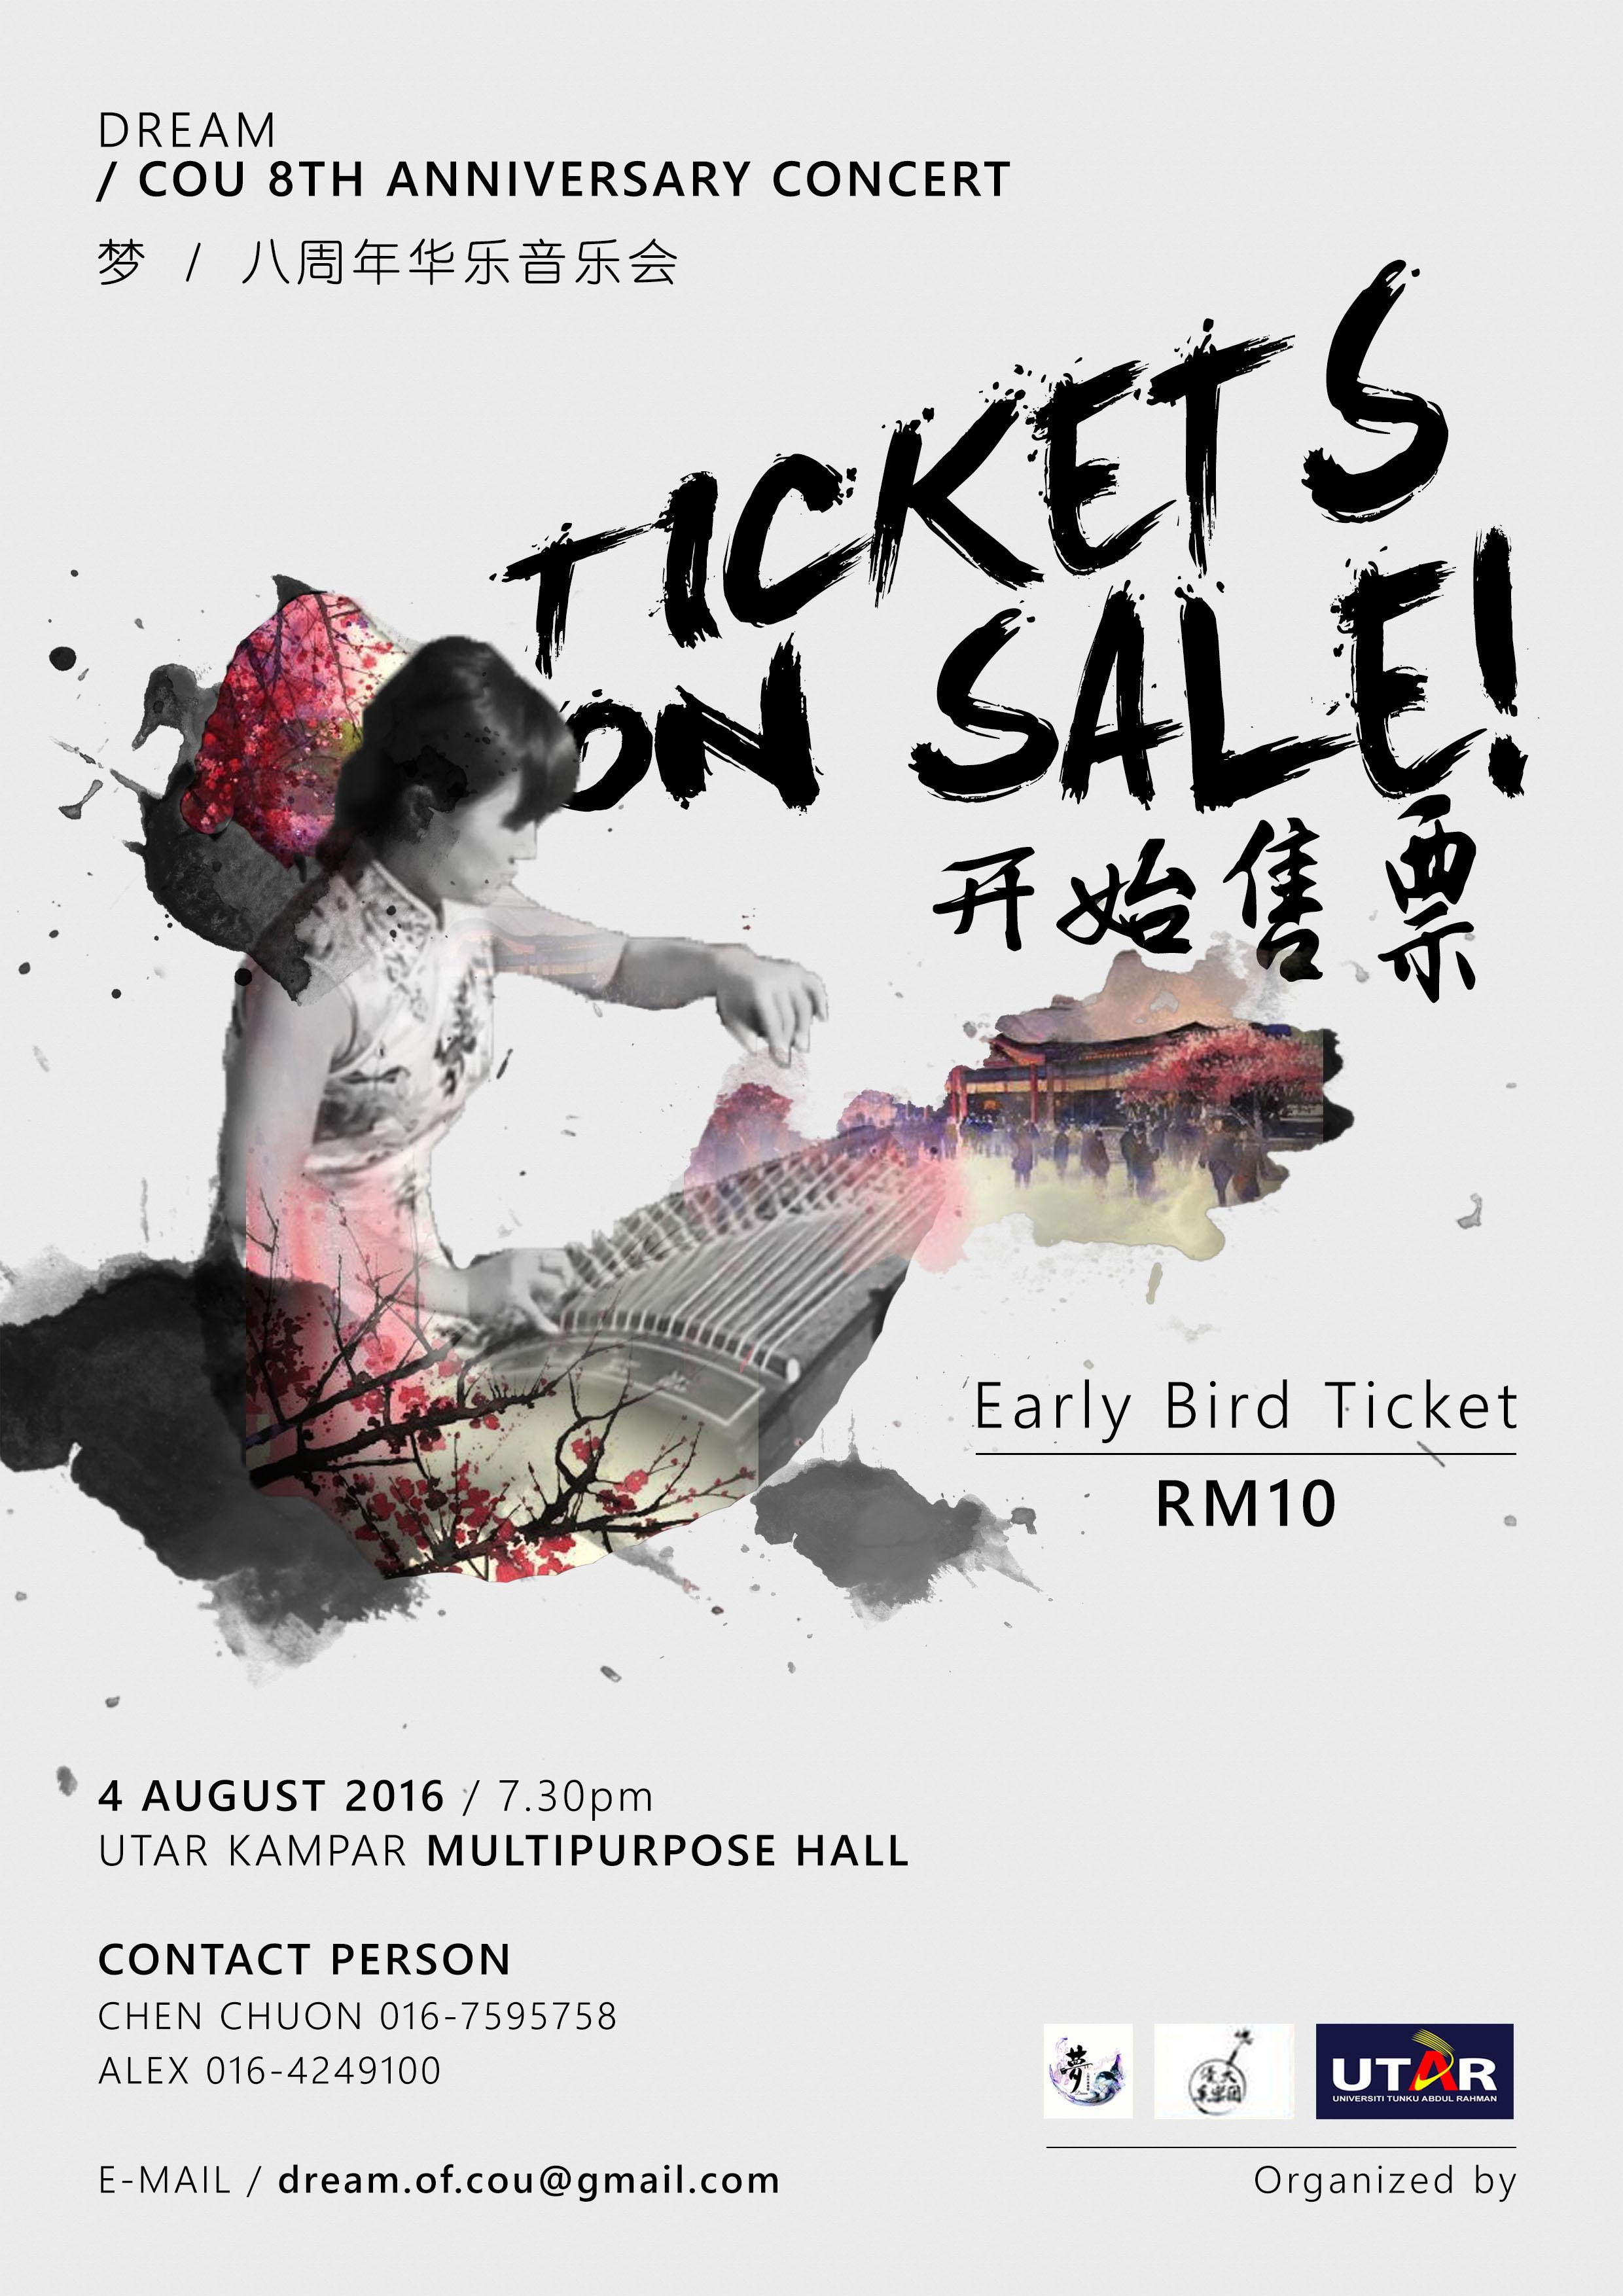 DREAM
/ COU 8TH ANNIVERSARY CONCERT
梦 / 八周年华乐音乐会
TICKETS
ON SALE!
开始售票
Early Bird Ticket
RM10
4 AUGUST 2016 / 7.30pm
UTAR KAMPAR MULTIPURPOSE HALL
CONTACT PERSON
CHEN CHUON 016-7595758
ALEX 016-4249100
E-MAIL / dream.of.cou@gmail.com
夢
UTAR
UNIVERSITI TUNKU ABDUL RAHMAN
Organized by